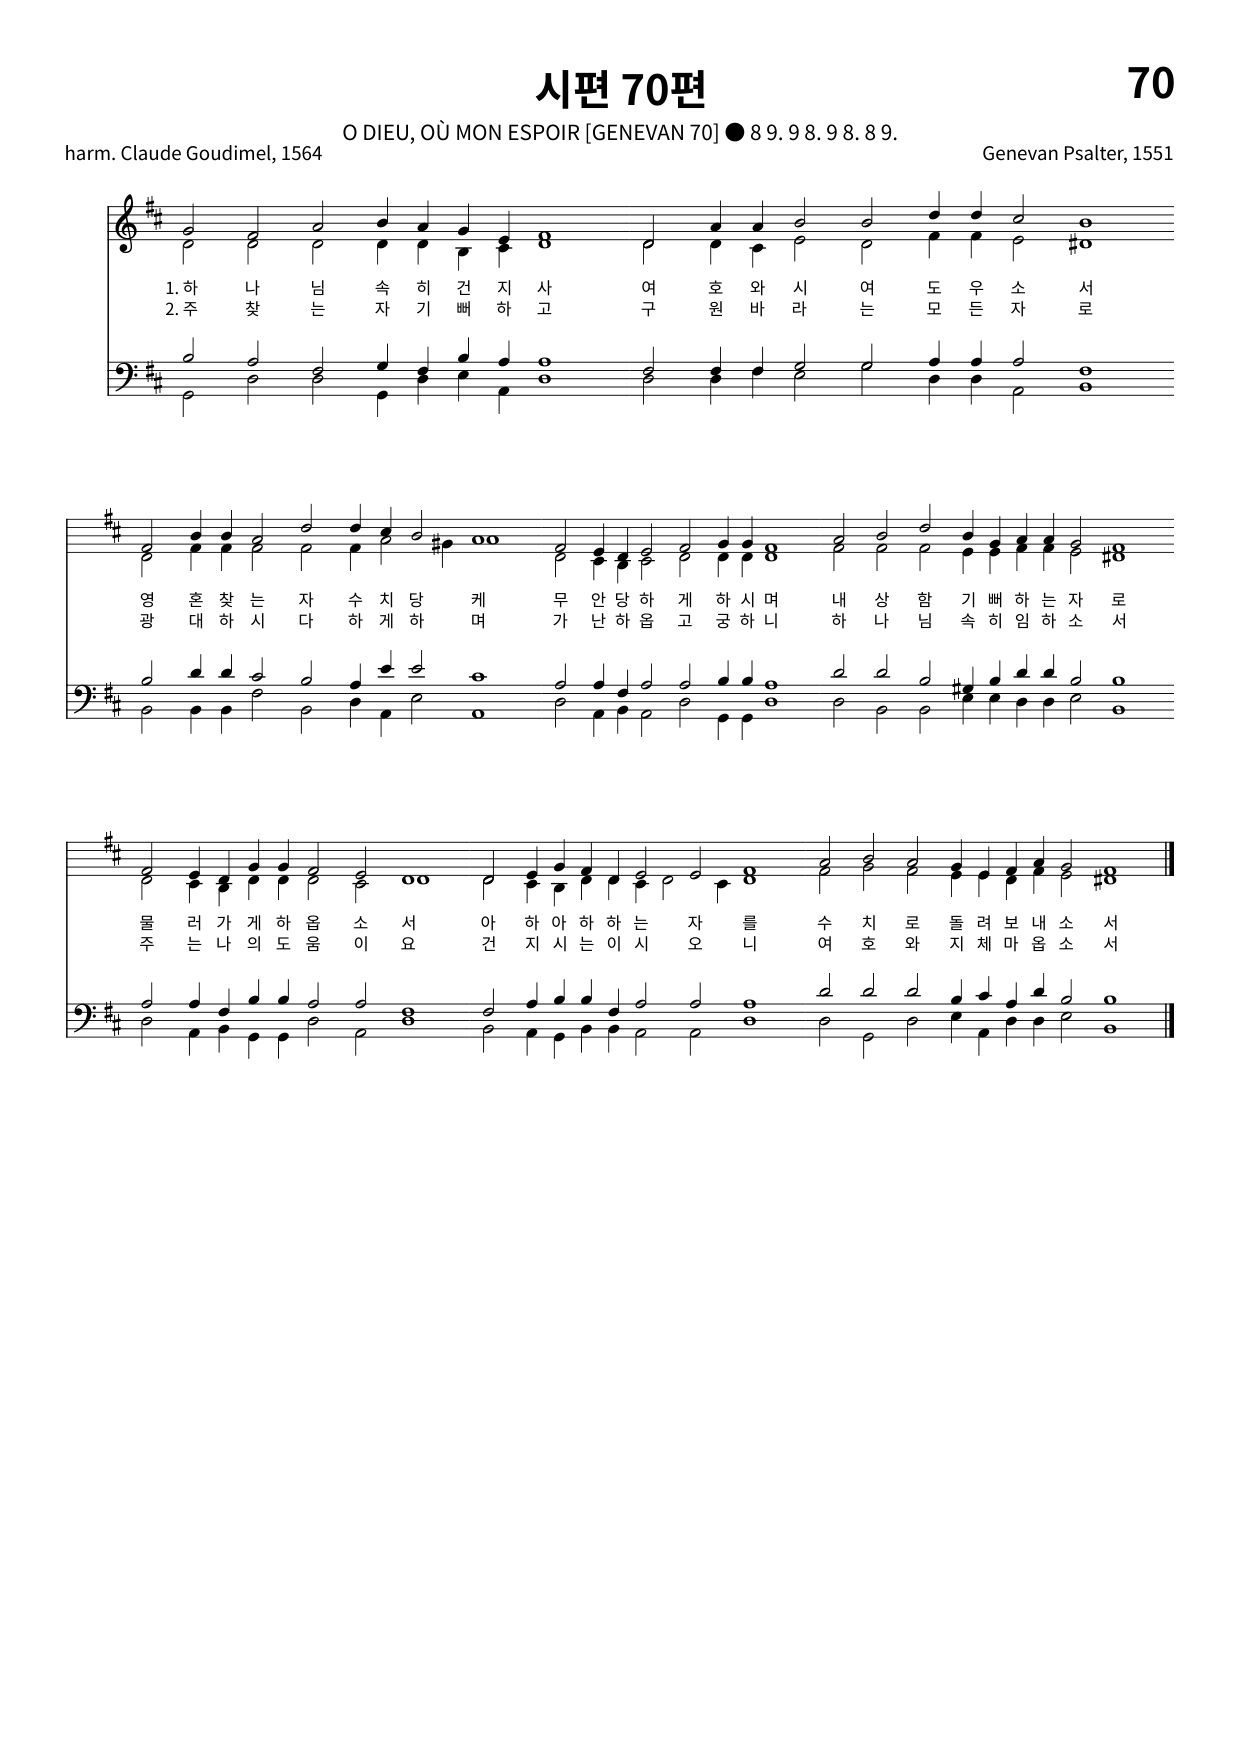 시편 70편
70
O DIEU, OÙ MON ESPOIR [GENEVAN 70] ● 8 9. 9 8. 9 8. 8 9.
harm. Claude Goudimel, 1564
Genevan Psalter, 1551
1. 하 나 님 속 히 건 지 사 여 호 와 시 여 도 우 소 서
2. 주 찾 는 자 기 뻐 하 고 구 원 바 라 는 모 든 자 로
영 혼 찾 는 자 수 치 당 케 무 안 당 하 게 하 시 며 내 상 함 기 뻐 하 는 자 로
광 대 하 시 다 하 게 하 며 가 난 하 옵 고 궁 하 니 하 나 님 속 히 임 하 소 서
물 러 가 게 하 옵 소 서 아 하 아 하 하 는 자 를 수 치 로 돌 려 보 내 소 서
주 는 나 의 도 움 이 요 건 지 시 는 이 시 오 니 여 호 와 지 체 마 옵 소 서